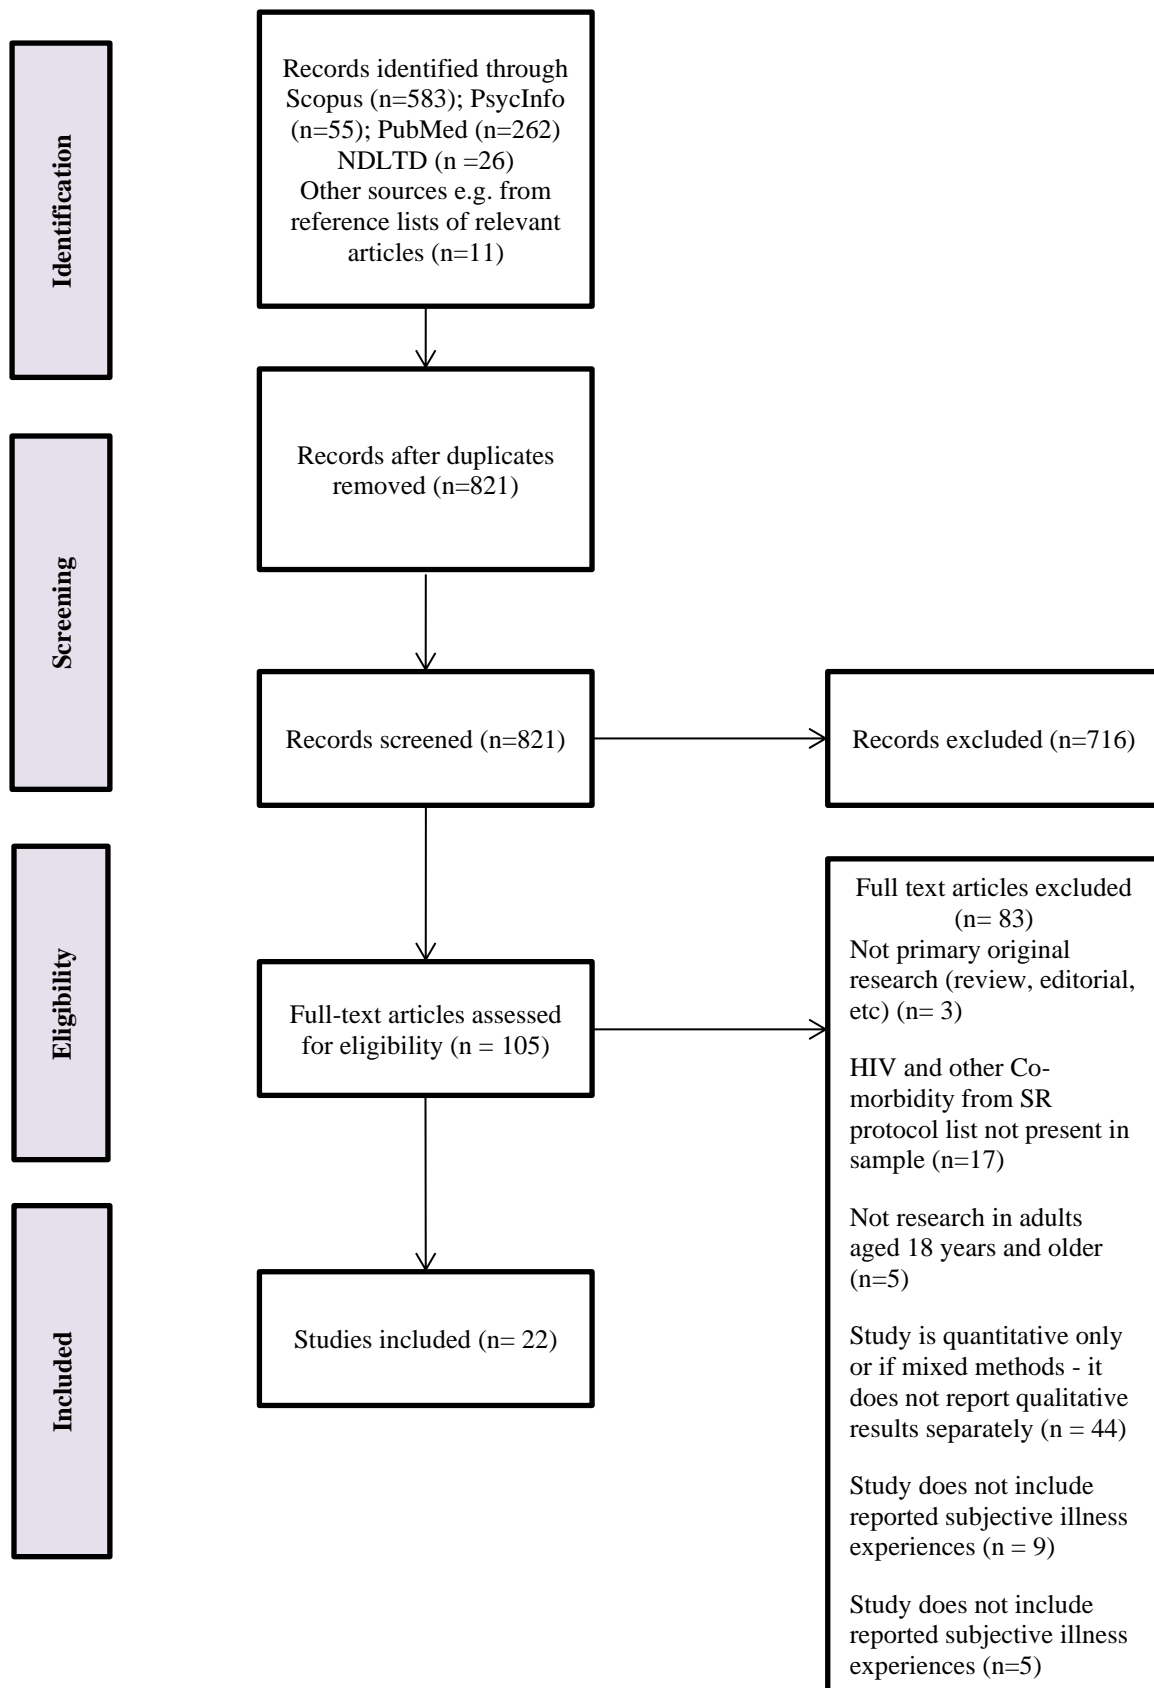 Identification
Records identified through
Scopus (n=583); PsycInfo
(n=55); PubMed (n=262)
NDLTD (n =26)
Other sources e.g. from
reference lists of relevant
articles (n=11)
Records after duplicates
removed (n=821)
Screening
Records screened (n=821)
Records excluded (n=716)
Eligibility
Full-text articles assessed
for eligibility (n = 105)
Full text articles excluded
(n= 83)
Not primary original
research (review, editorial,
etc) (n= 3)
HIV and other Co-
morbidity from SR
protocol list not present in
sample (n=17)
Not research in adults
aged 18 years and older
(n=5)
Study is quantitative only
or if mixed methods - it
does not report qualitative
results separately (n = 44)
Study does not include
reported subjective illness
experiences (n = 9)
Study does not include
reported subjective illness
experiences (n=5)
Included
Studies included (n= 22)